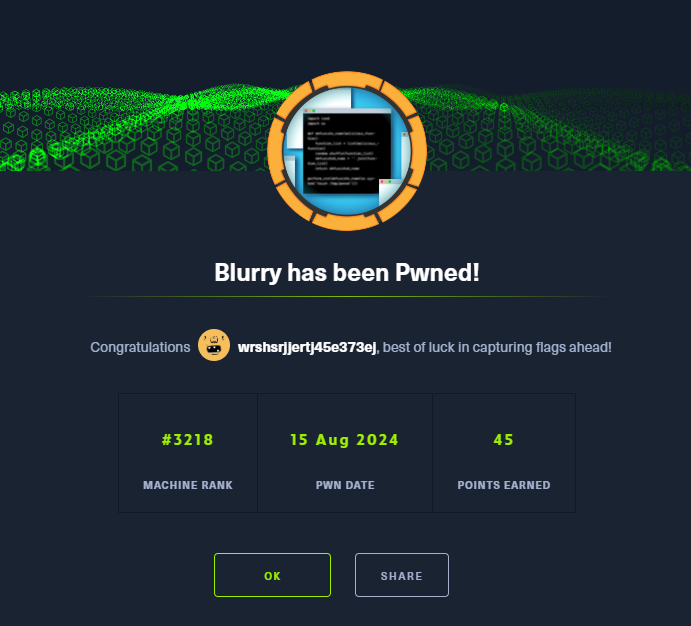 Blurry has been Pwned!
Congratulations wrshsrjjertj45e373ej, best of luck in capturing flags ahead!
#3218 15 Aug 2024 45
MACHINE RANK PWN DATE POINTS EARNED
OK SHARE